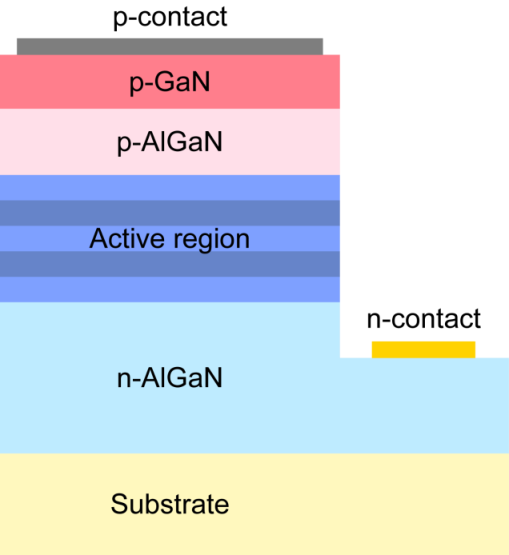 p-contact
p-GaN
p-AlGaN
Active region
n-contact
n-AlGaN
Substrate